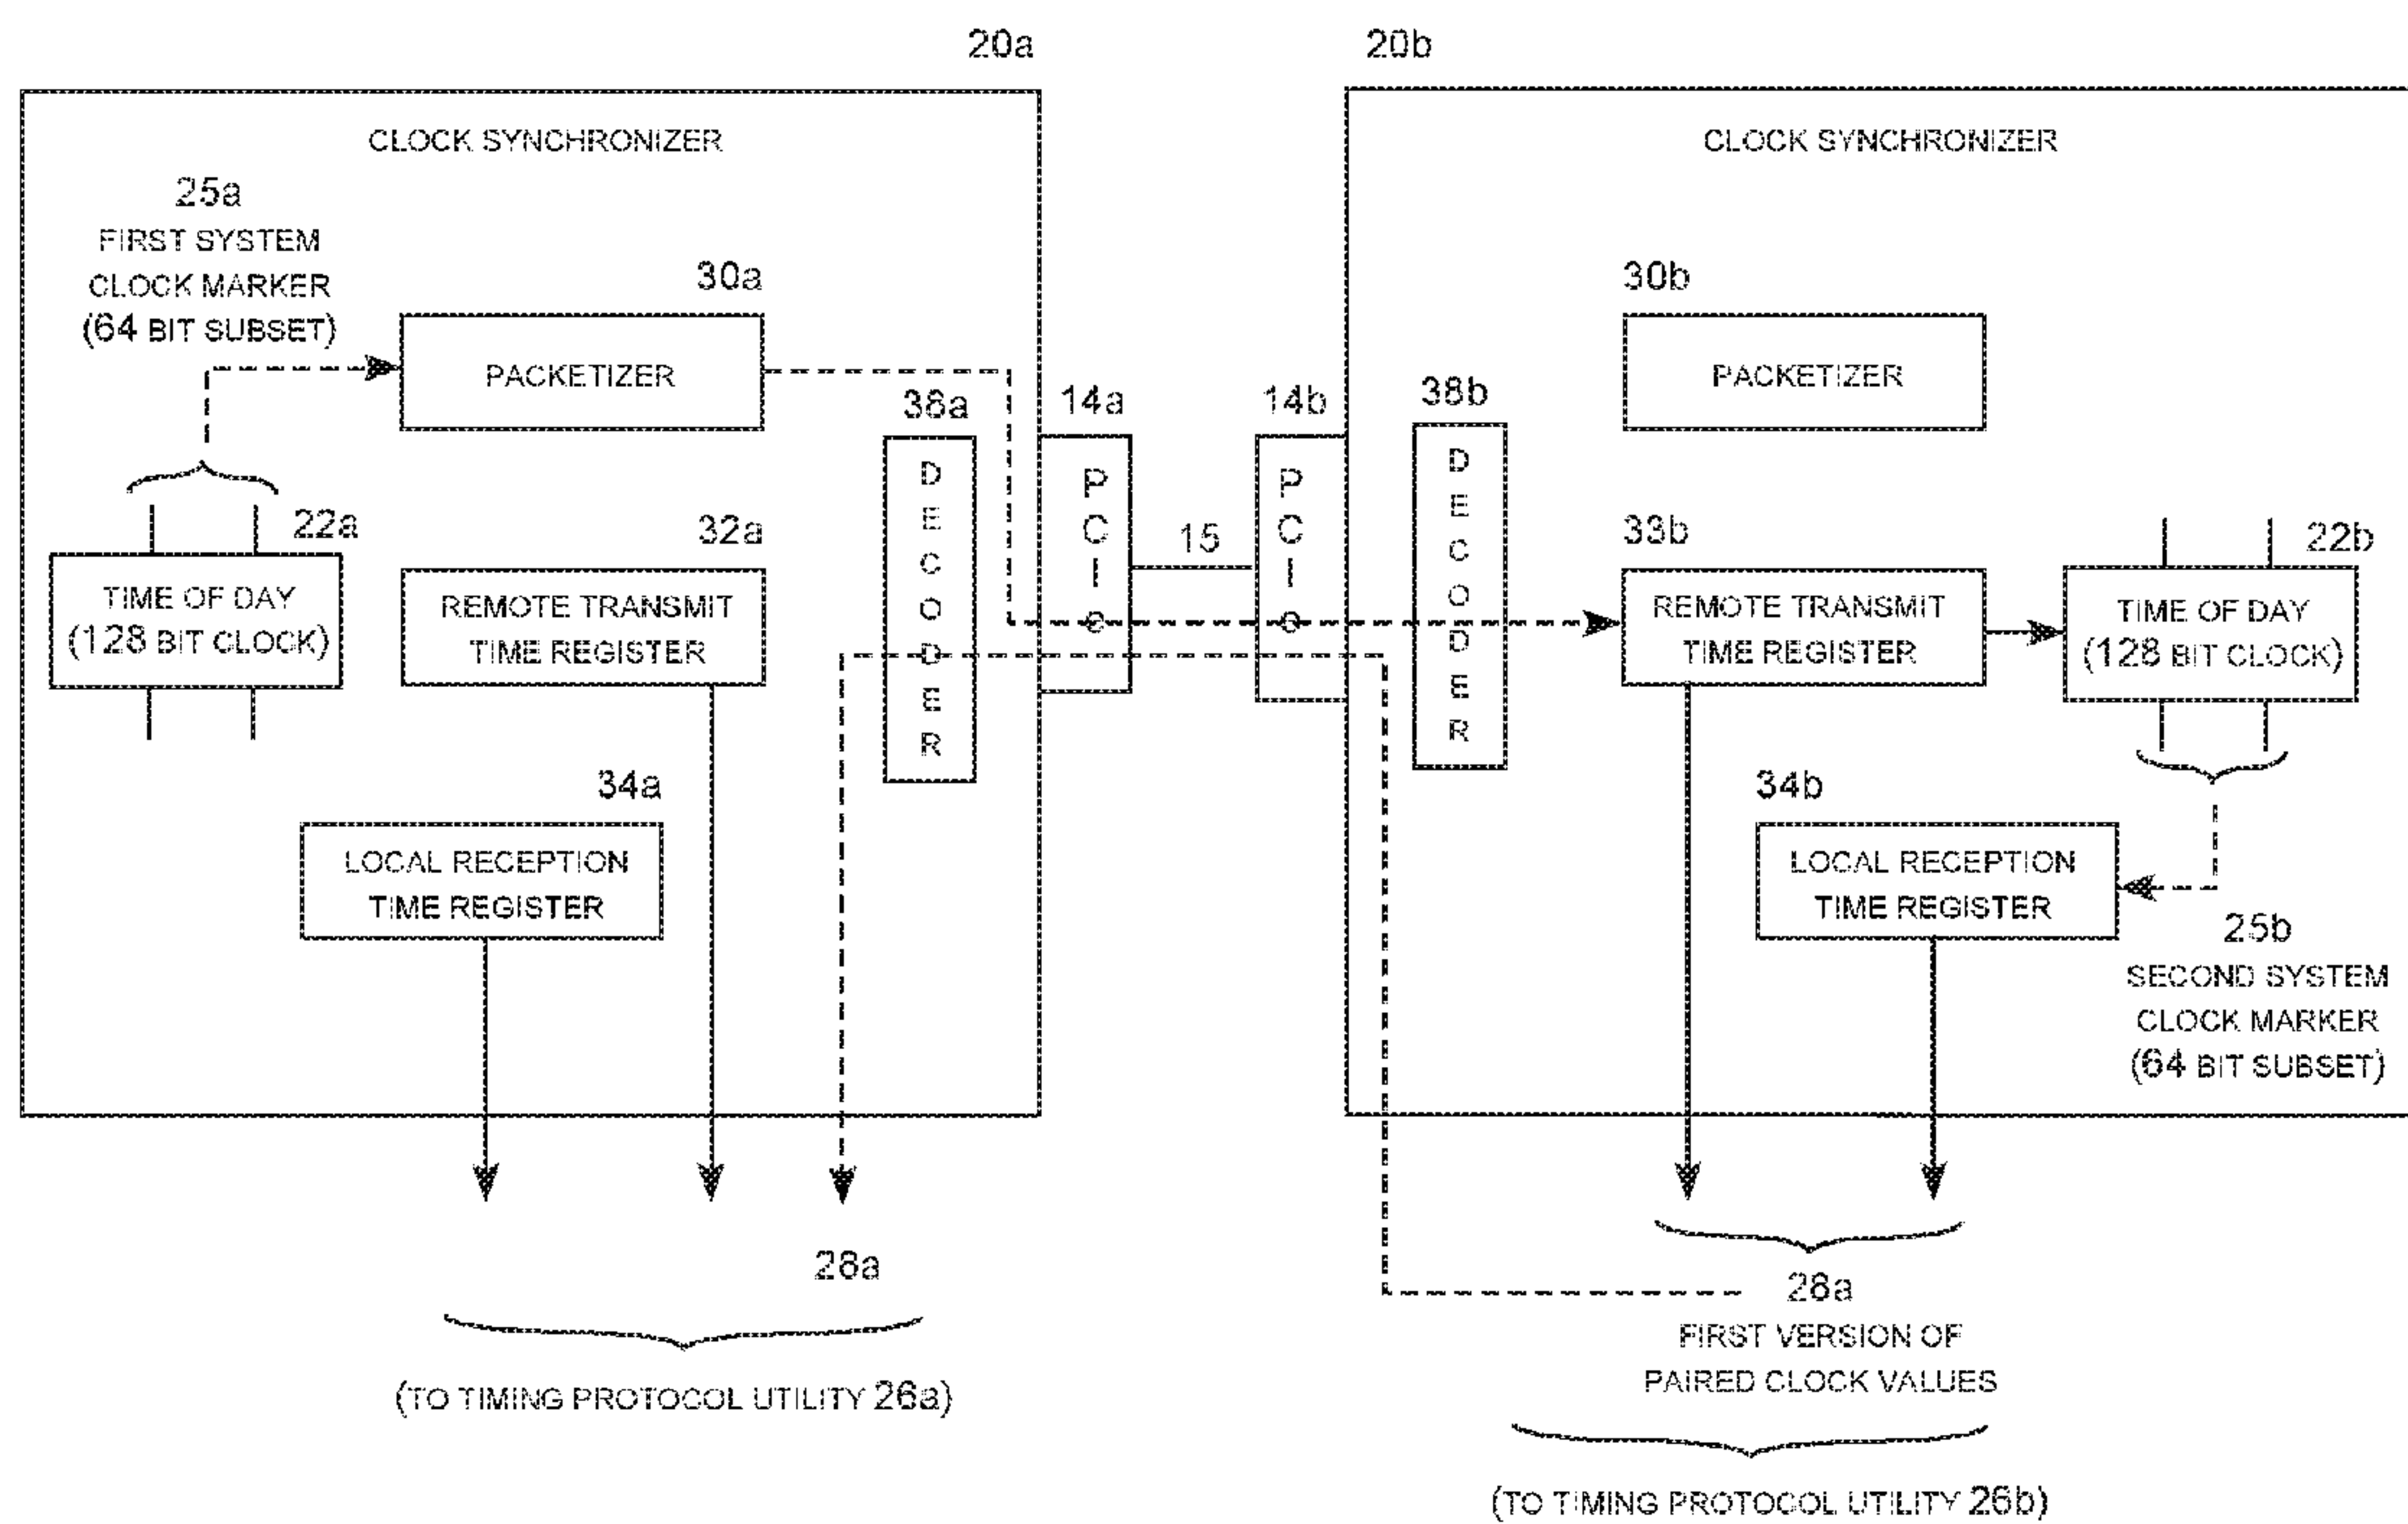 20a
20b
CLOCK SYNCHRONIZER
CLOCK SYNCHRONIZER
25a
FIRST SYSTEM
CLOCK MARKER
(64 BIT SUBSET)
30a
PACKETIZER
30b
PACKETIZER
38a
DECODER
14a
PCI
14b
PCI
15
38b
DECODER
22a
TIME OF DAY
(128 BIT CLOCK)
32a
REMOTE TRANSMIT
TIME REGISTER
33b
REMOTE TRANSMIT
TIME REGISTER
22b
TIME OF DAY
(128 BIT CLOCK)
34a
LOCAL RECEPTION
TIME REGISTER
34b
LOCAL RECEPTION
TIME REGISTER
25b
SECOND SYSTEM
CLOCK MARKER
(64 BIT SUBSET)
28a
(TO TIMING PROTOCOL UTILITY 26a)
28a
FIRST VERSION OF
PAIRED CLOCK VALUES
(TO TIMING PROTOCOL UTILITY 26b)